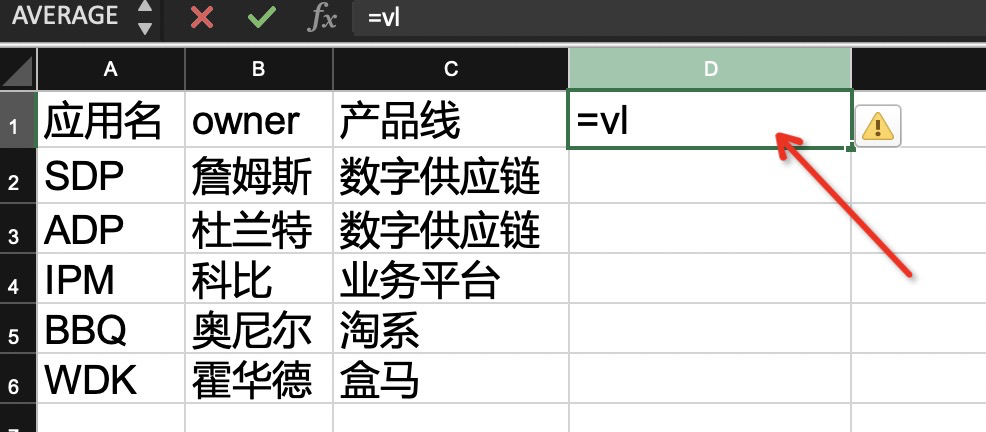 AVERAGE fx =vl
A B C D
1 应用名 owner 产品线 =vl
2 SDP 詹姆斯 数字供应链
3 ADP 杜兰特 数字供应链
4 IPM 科比 业务平台
5 BBQ 奥尼尔 淘系
6 WDK 霍华德 盒马